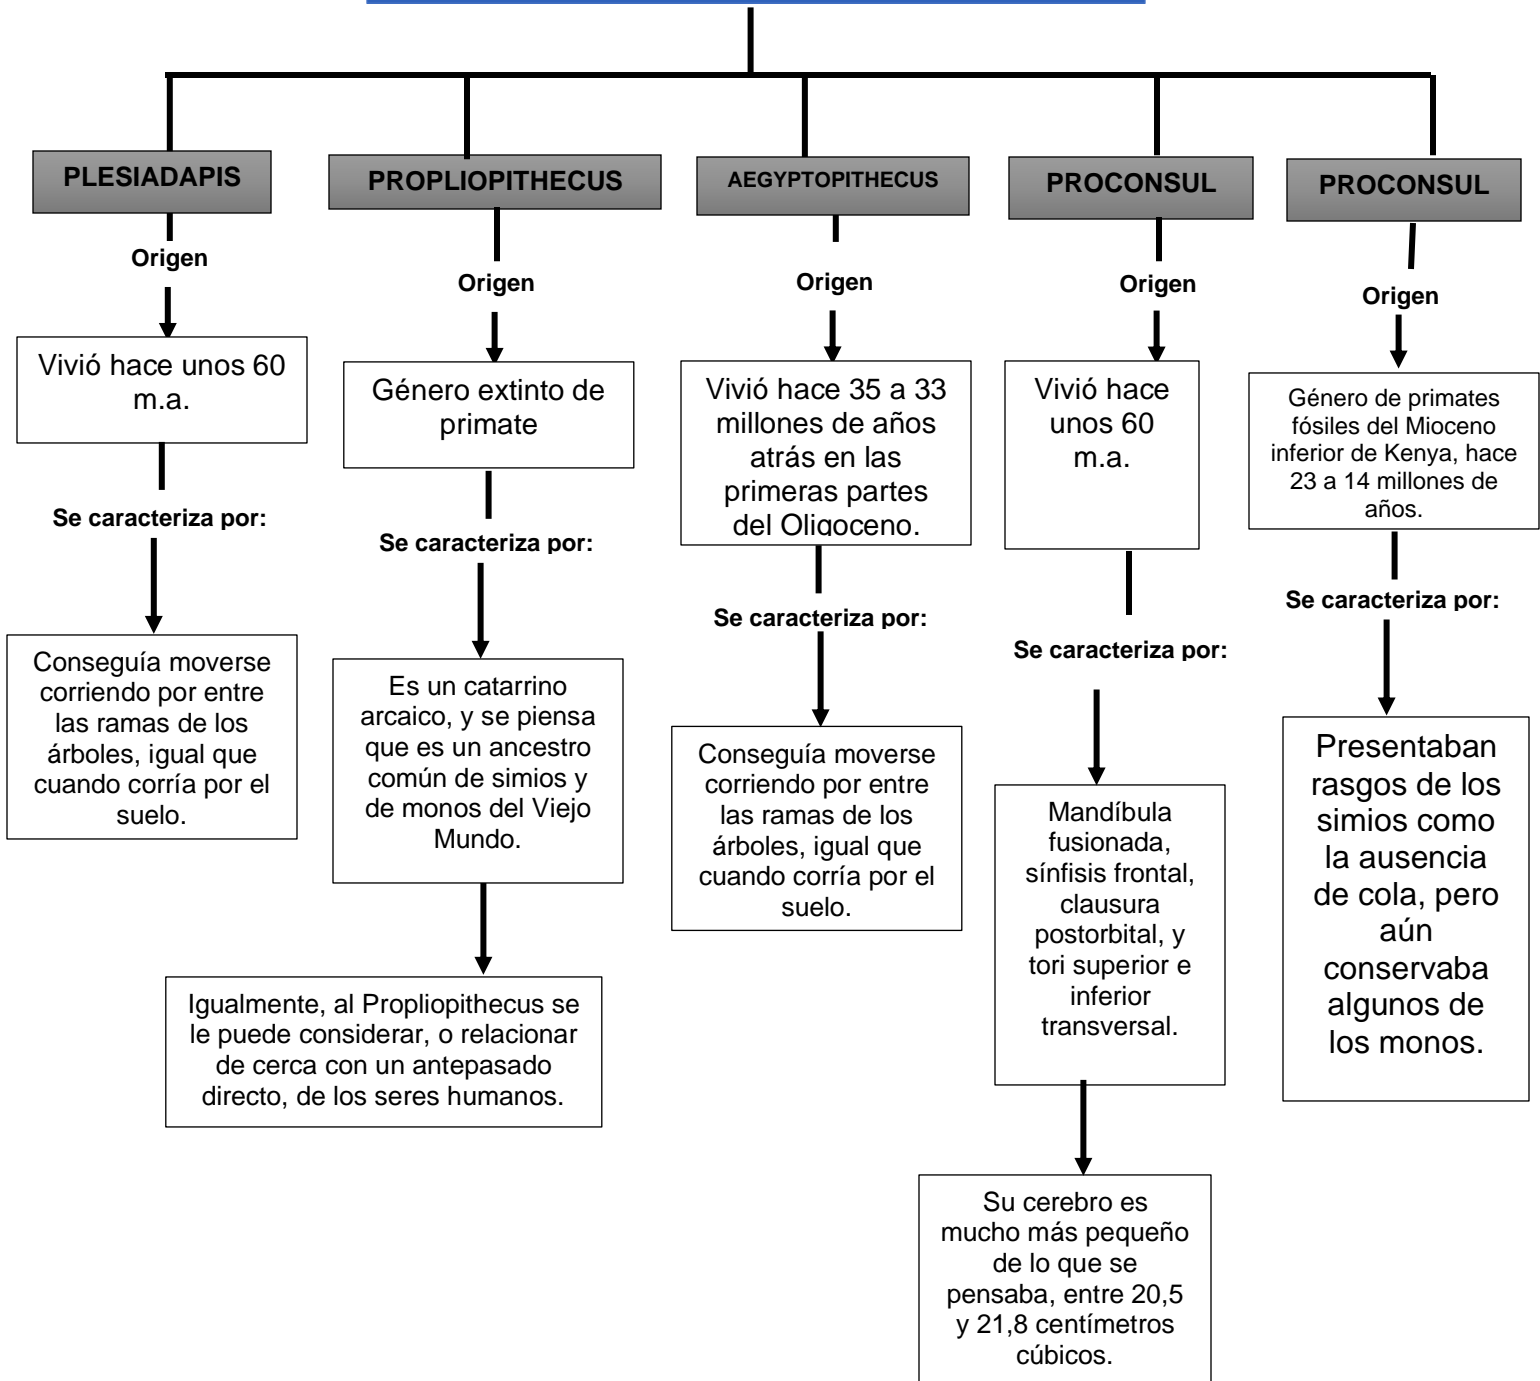 PLESIADAPIS
Origen
Vivió hace unos 60
m.a.
Se caracteriza por:
Conseguía moverse
corriendo por entre
las ramas de los
árboles, igual que
cuando corría por el
suelo.
PROPLIOPITHECUS
Origen
Género extinto de
primate
Se caracteriza por:
Es un catarrino
arcaico, y se piensa
que es un ancestro
común de simios y
de monos del Viejo
Mundo.
Igualmente, al Propliopithecus se
le puede considerar, o relacionar
de cerca con un antepasado
directo, de los seres humanos.
AEGYPTOPITHECUS
Origen
Vivió hace 35 a 33
millones de años
atrás en las
primeras partes
del Oligoceno.
Se caracteriza por:
Conseguía moverse
corriendo por entre
las ramas de los
árboles, igual que
cuando corría por el
suelo.
PROCONSUL
Origen
Vivió hace
unos 60
m.a.
Se caracteriza por:
Mandíbula
fusionada,
sínfisis frontal,
clausura
postorbital, y
tori superior e
inferior
transversal.
Su cerebro es
mucho más pequeño
de lo que se
pensaba, entre 20,5
y 21,8 centímetros
cúbicos.
PROCONSUL
Origen
Género de primates
fósiles del Mioceno
inferior de Kenya, hace
23 a 14 millones de
años.
Se caracteriza por:
Presentaban
rasgos de los
simios como
la ausencia
de cola, pero
aún
conservaba
algunos de
los monos.